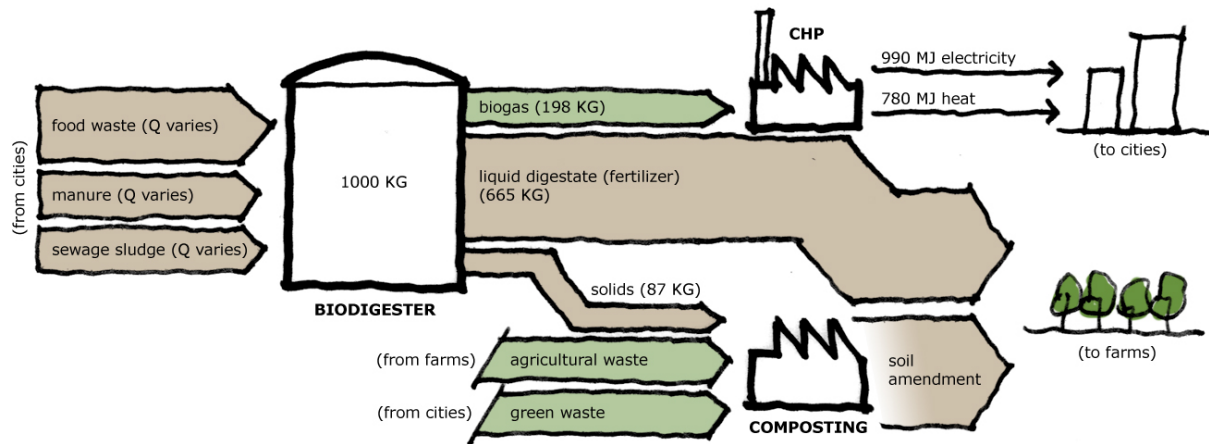 (from cities)
food waste (Q varies)
manure (Q varies)
sewage sludge (Q varies)
1000 KG
BIODIGESTER
biogas (198 KG)
liquid digestate (fertilizer)
(665 KG)
solids (87 KG)
(from farms)
agricultural waste
(from cities)
green waste
CHP
990 MJ electricity
780 MJ heat
(to cities)
COMPOSTING
soil
amendment
(to farms)